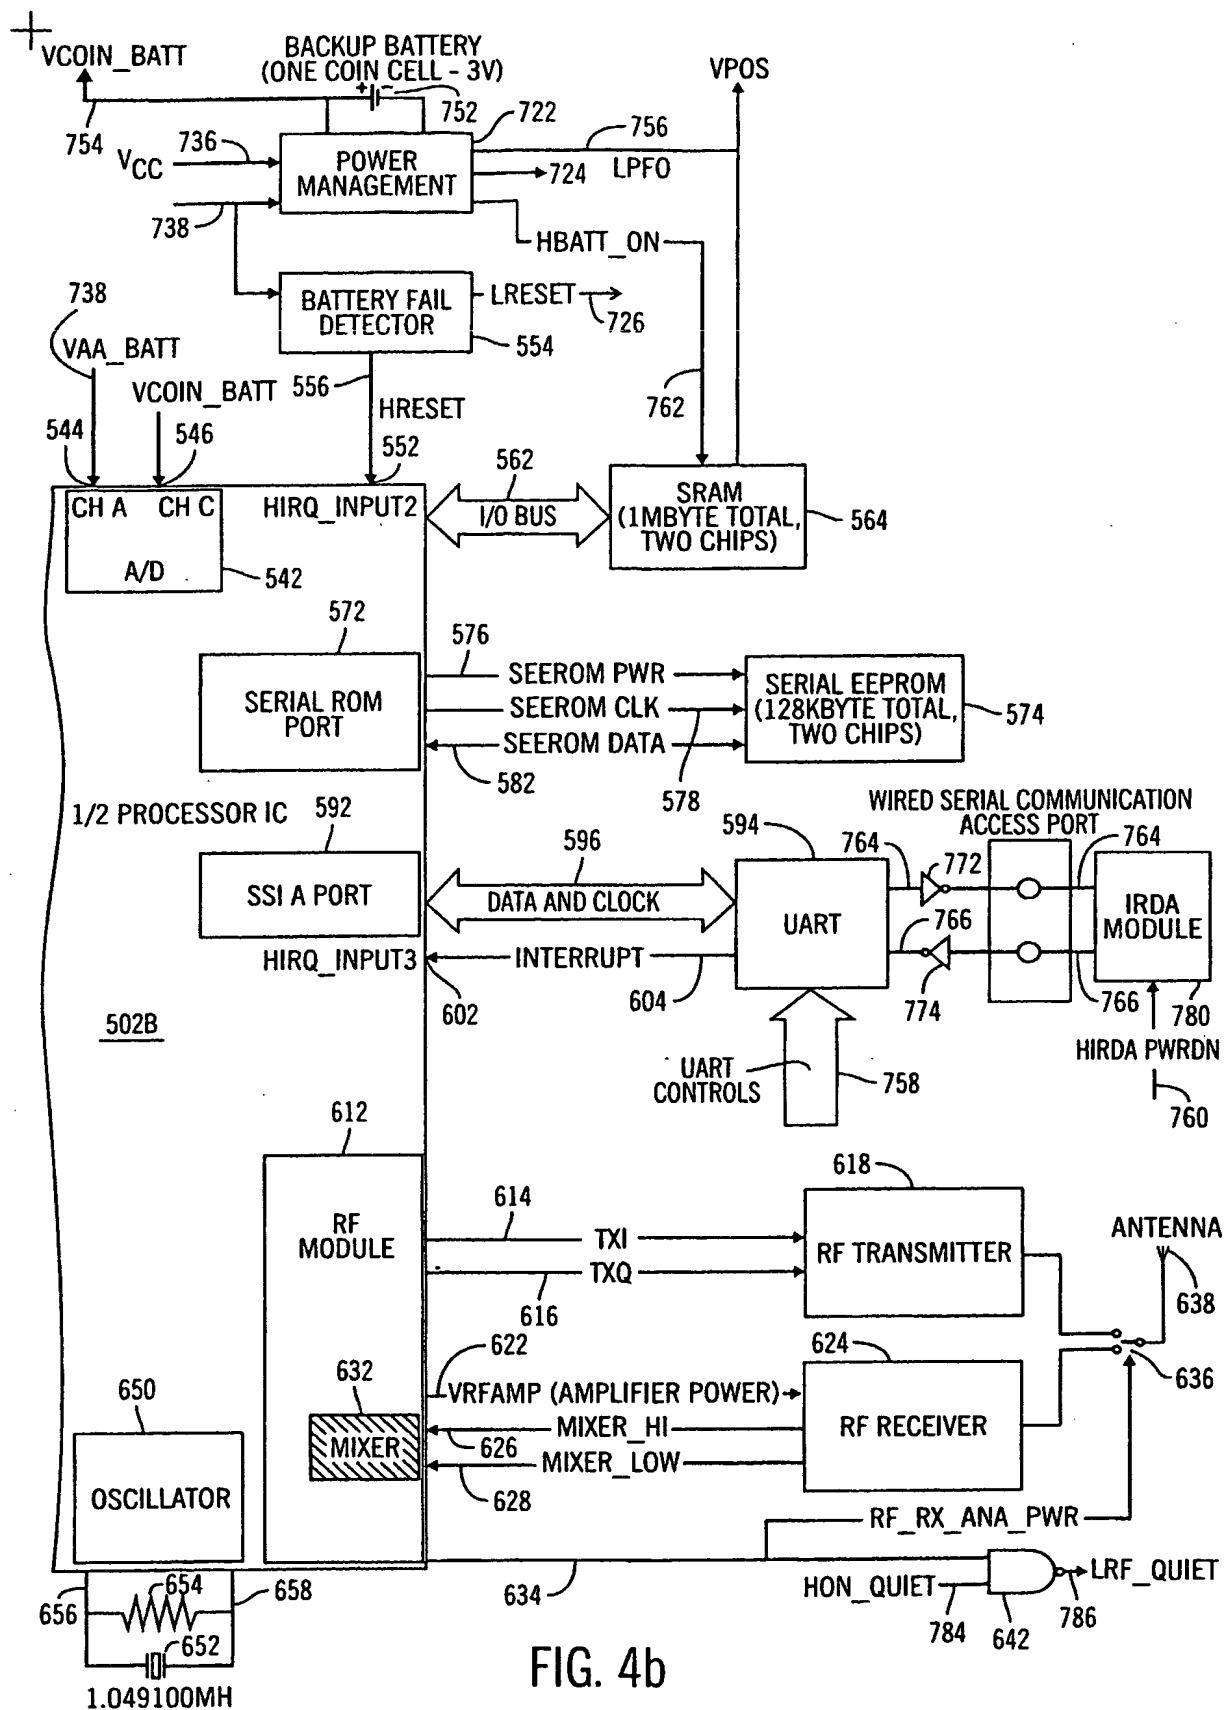 VCOIN_BATT
BACKUP BATTERY
(ONE COIN CELL - 3V)
+
-
752
754
722
VPOS
736
VCC
POWER
MANAGEMENT
756
724
LPFO
738
HBATT_ON
738
BATTERY FAIL
DETECTOR
LRESET
726
554
VAA_BATT
VCOIN_BATT
556
HRESET
762
544
546
552
562
CH A
CH C
HIRQ_INPUT2
I/O BUS
SRAM
(1MBYTE TOTAL,
TWO CHIPS)
564
A/D
542
572
576
SERIAL ROM
PORT
SEEROM PWR
SEEROM CLK
SEEROM DATA
SERIAL EEPROM
(128KBYTE TOTAL,
TWO CHIPS)
574
582
578
1/2 PROCESSOR IC
592
596
594
WIRED SERIAL COMMUNICATION
ACCESS PORT
764
772
764
SSI A PORT
DATA AND CLOCK
UART
IRDA
MODULE
HIRQ_INPUT3
INTERRUPT
766
602
604
774
766
780
502B
UART
CONTROLS
758
HIRDA PWRDN
760
612
618
614
RF
MODULE
TXI
TXQ
RF TRANSMITTER
ANTENNA
638
616
622
624
632
636
650
VRFAMP (AMPLIFIER POWER)
MIXER
MIXER_HI
RF RECEIVER
626
MIXER_LOW
628
OSCILLATOR
RF_RX_ANA_PWR
634
HON_QUIET
LRF_QUIET
654
656
658
784
642
786
652
1.049100MH
FIG. 4b